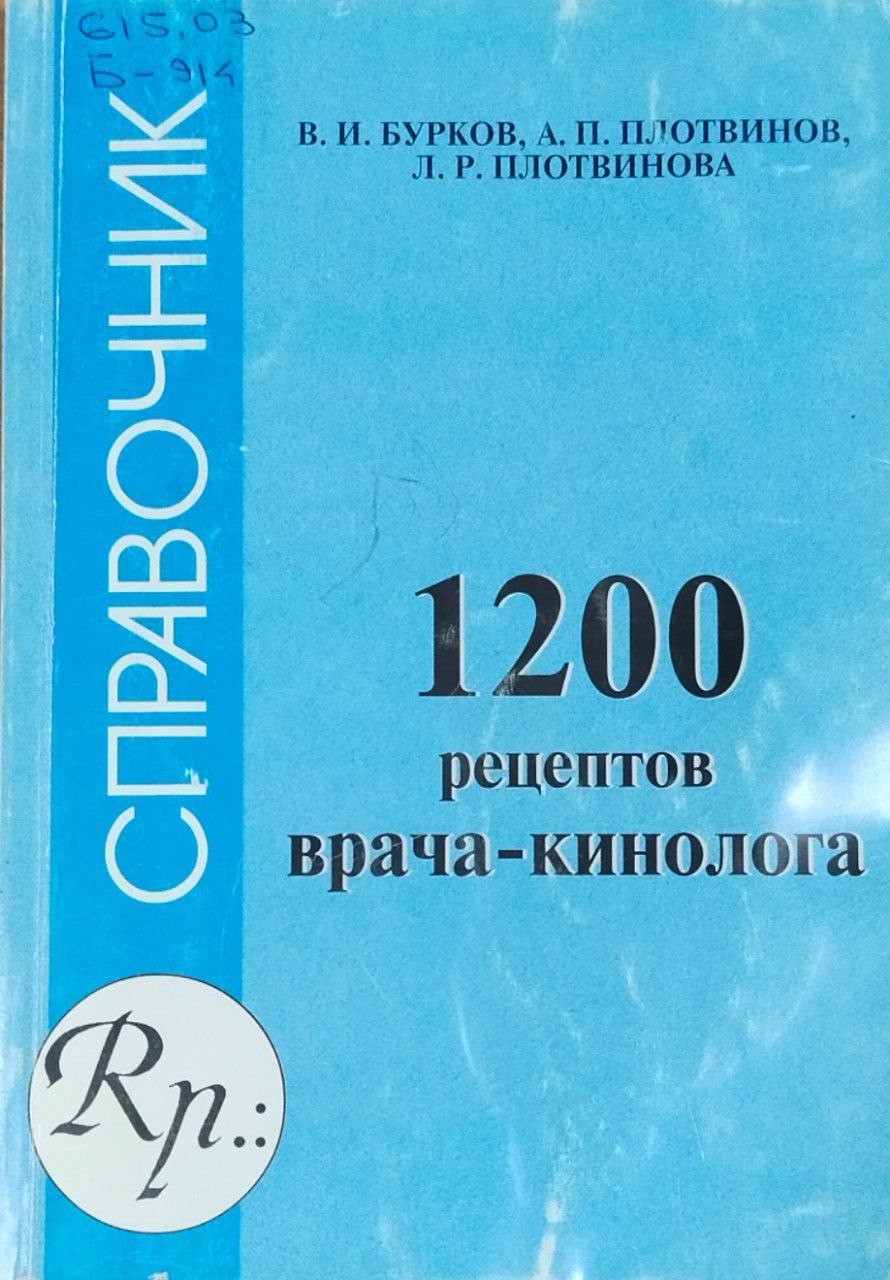 615.03
Б-914
В. И. БУРКОВ, А. П. ПЛОТВИНОВ,
Л. Р. ПЛОТВИНОВА
СПРАВОЧНИК
1200
рецептов
врача-кинолога
Rp.: